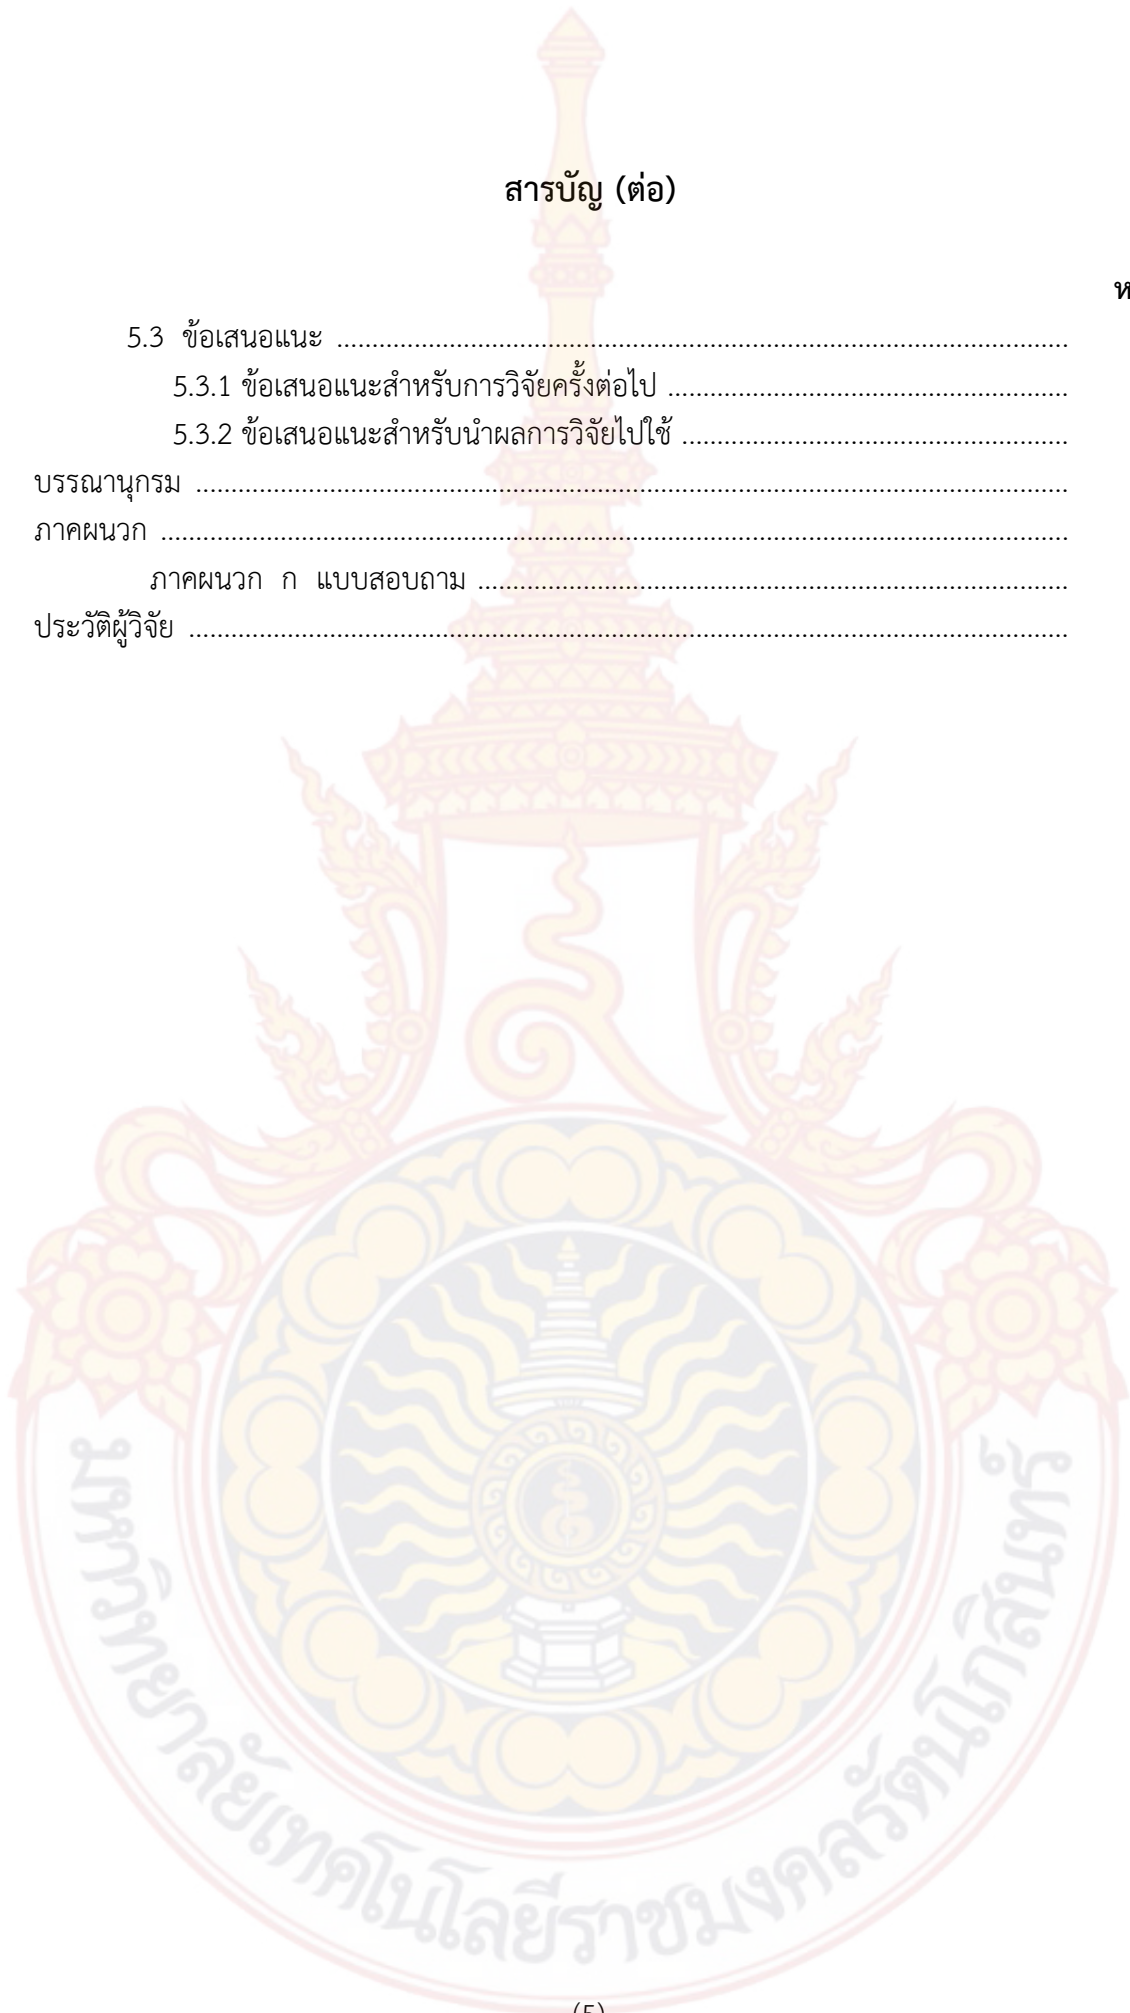 สารบัญ (ต่อ)
ห
5.3 ข้อเสนอแนะ ........................................................................................................
5.3.1 ข้อเสนอแนะสำหรับการวิจัยครั้งต่อไป .........................................................
5.3.2 ข้อเสนอแนะสำหรับนำผลการวิจัยไปใช้ .......................................................
บรรณานุกรม ............................................................................................................................
ภาคผนวก .................................................................................................................................
ภาคผนวก ก แบบสอบถาม ....................................................................................
ประวัติผู้วิจัย .............................................................................................................................
มหาวิทยาลัยเทคโนโลยีราชมงคลรัตนโกสินทร์
(5)